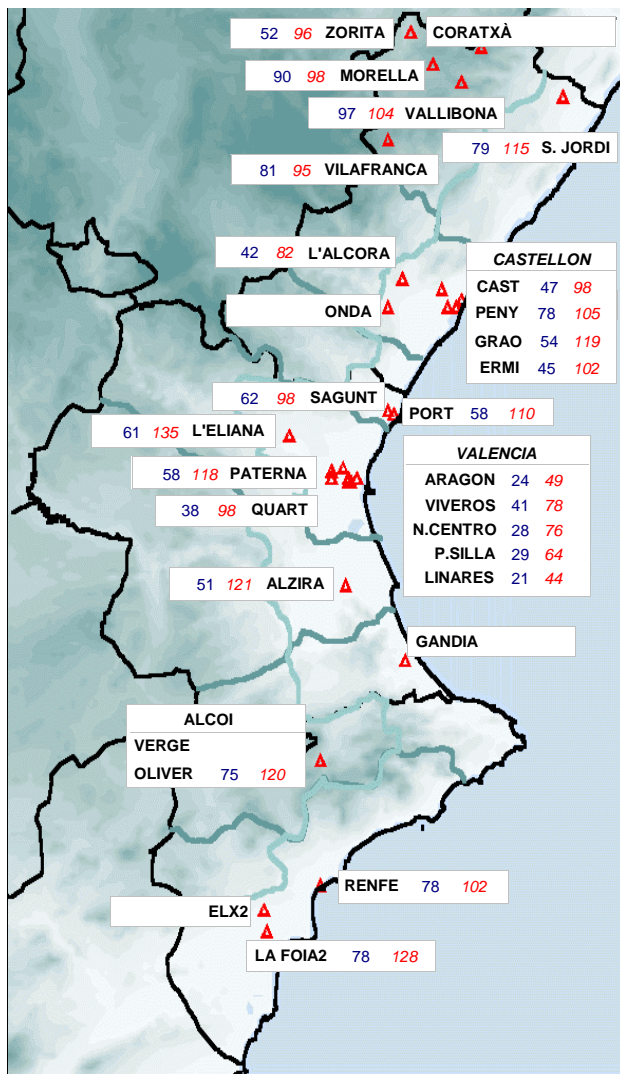 52 96 ZORITA
CORATXÀ
90 98 MORELLA
97 104 VALLIBONA
79 115 S. JORDI
81 95 VILAFRANCA
42 82 L'ALCORA
CASTELLON
CAST 47 98
PENY 78 105
GRAO 54 119
ERMI 45 102
ONDA
62 98 SAGUNT
PORT 58 110
61 135 L'ELIANA
VALENCIA
ARAGON 24 49
VIVEROS 41 78
N.CENTRO 28 76
P.SILLA 29 64
LINARES 21 44
58 118 PATERNA
38 98 QUART
51 121 ALZIRA
GANDIA
ALCOI
VERGE
OLIVER 75 120
RENFE 78 102
ELX2
LA FOIA2 78 128